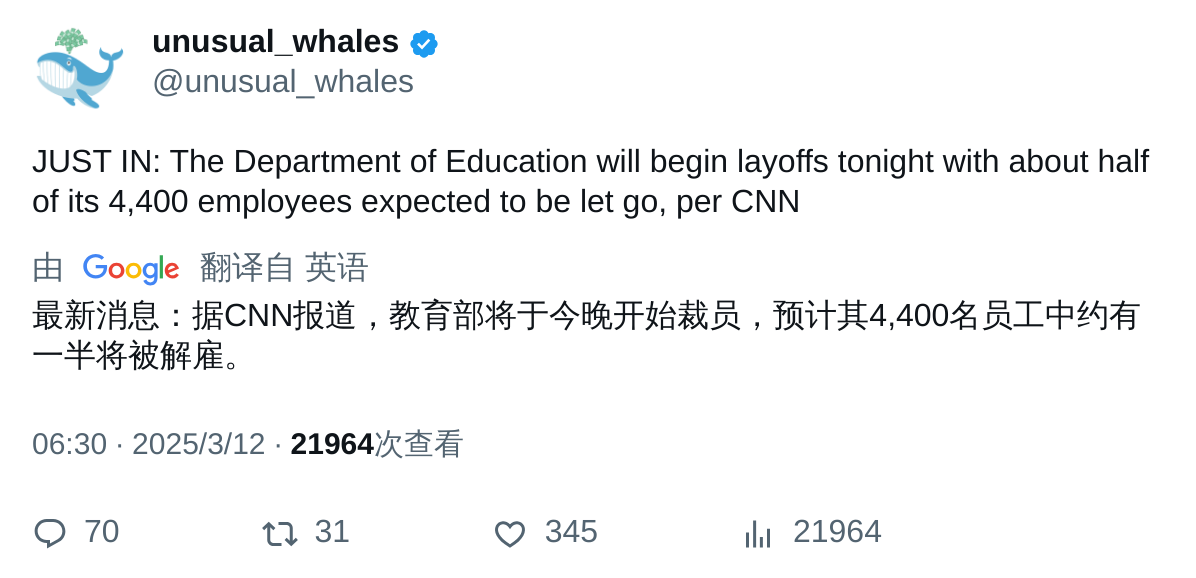 unusual_whales
@unusual_whales
JUST IN: The Department of Education will begin layoffs tonight with about half
of its 4,400 employees expected to be let go, per CNN
由 Google 翻译自 英语
最新消息：据CNN报道，教育部将于今晚开始裁员，预计其4,400名员工中约有
一半将被解雇。
06:30 · 2025/3/12 · 21964次查看
70 31 345 21964